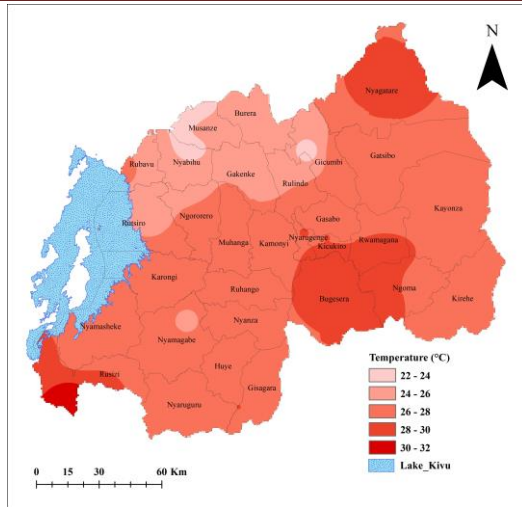 N
Nyagatare
Burera
Musanze
Rubavu
Nyabihu
Gicumbi
Gatsibo
Gakenke
Rulindo
Kayonza
Rutsiro
Ngororero
Gasabo
Muhanga
Kamonyi
Nyarugenge
Kicukiro
Rwamagana
Karongi
Ruhango
Bugesera
Ngoma
Kirehe
Nyamasheke
Nyamagabe
Nyanza
Rusizi
Huye
Gisagara
Nyaruguru
Temperature (°C)
22 - 24
24 - 26
26 - 28
28 - 30
30 - 32
Lake_Kivu
0 15 30 60 Km